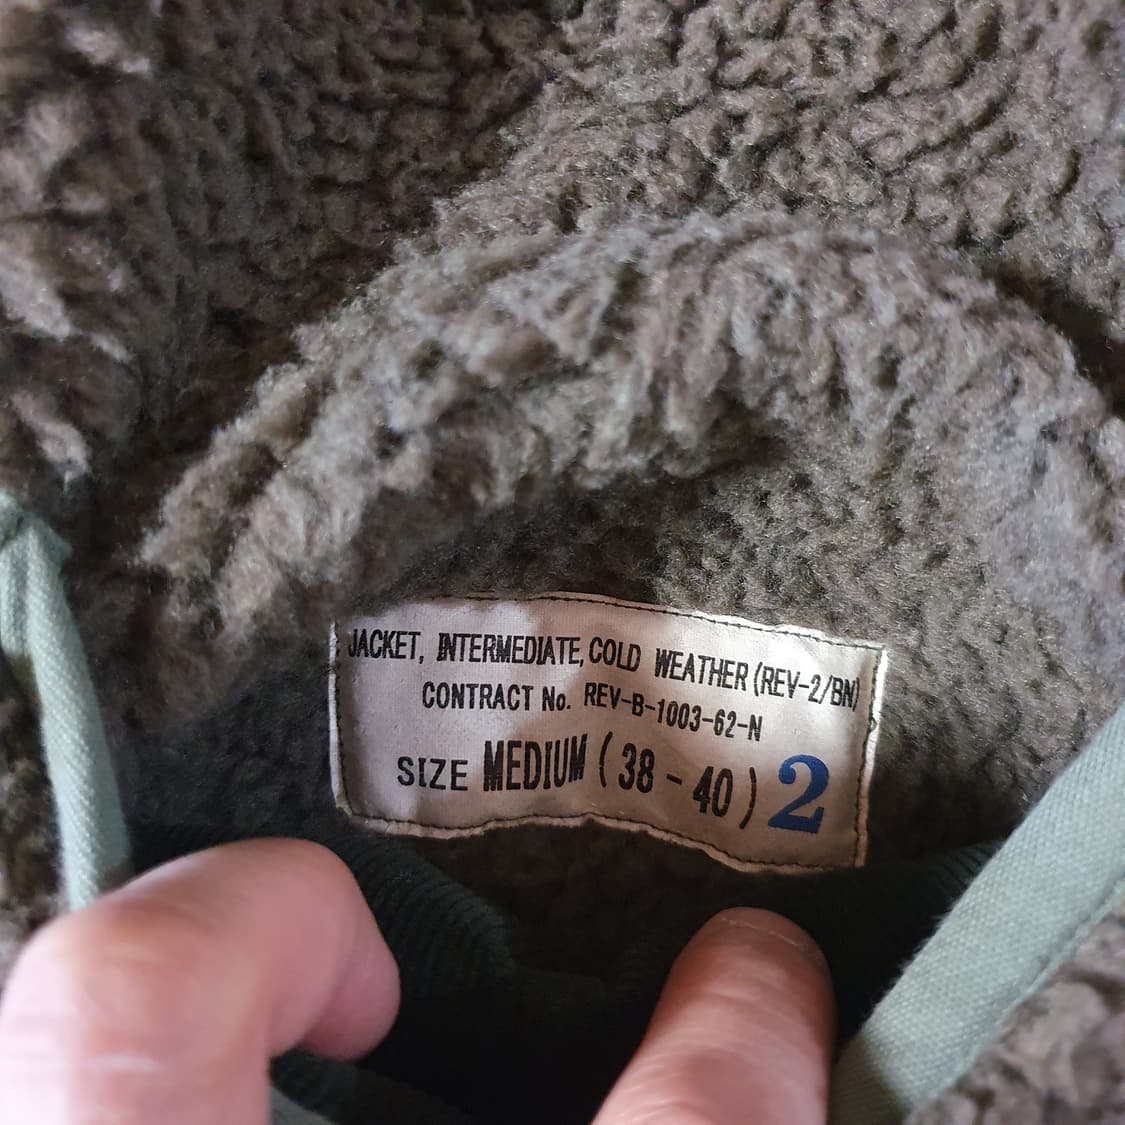 JACKET, INTERMEDIATE, COLD WEATHER (REV-2/BN)
CONTRACT No. REV-B-1003-62-N
SIZE MEDIUM (38 - 40) 2